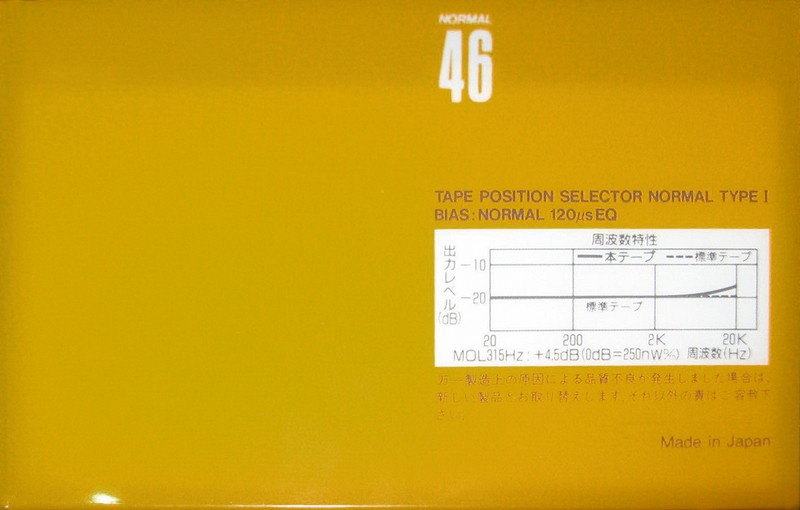 NORMAL
46
TAPE POSITION SELECTOR NORMAL TYPE I
BIAS: NORMAL 120μs EQ
周波数特性
本テープ 標準テープ
出力レベル(dB)
-10
-20
標準テープ
20 200 2K 20K
MOL315Hz: +4.5dB(0dB=250nW) 周波数(Hz)
万一製造上の原因による品質不良が発生しました場合は、
新しい製品とお取り替えします。それ以外の責はご容赦下
さい。
Made in Japan